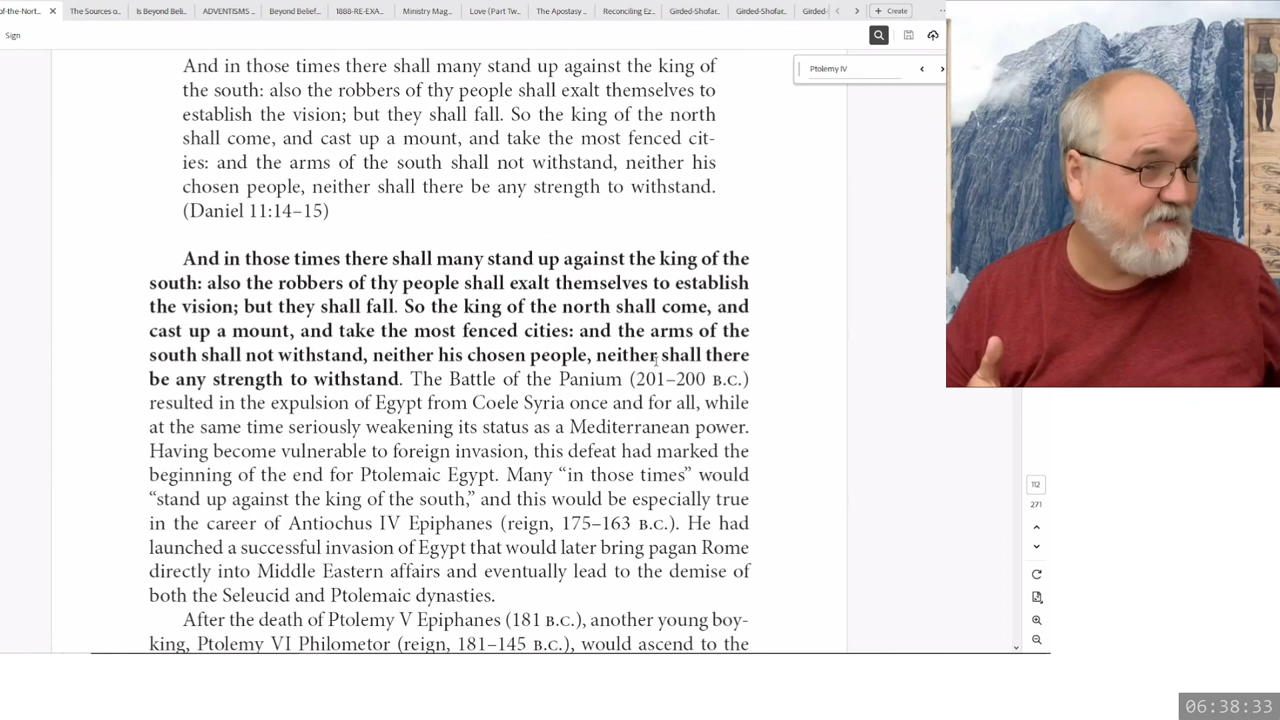 of-the-Nort...
The Sources o...
Is Beyond Beli...
ADVENTISMS ...
Beyond Belief...
1888-RE-EXA...
Ministry Mag...
Love (Part Tw...
The Apostasy ...
Reconciling Ez...
Girded-Shofar...
Girded-Shofar...
Girded-
Create
Sign
Ptolemy IV
And in those times there shall many stand up against the king of
the south: also the robbers of thy people shall exalt themselves to
establish the vision; but they shall fall. So the king of the north
shall come, and cast up a mount, and take the most fenced cit-
ies: and the arms of the south shall not withstand, neither his
chosen people, neither shall there be any strength to withstand.
(Daniel 11:14–15)
And in those times there shall many stand up against the king of the
south: also the robbers of thy people shall exalt themselves to establish
the vision; but they shall fall. So the king of the north shall come, and
cast up a mount, and take the most fenced cities: and the arms of the
south shall not withstand, neither his chosen people, neither shall there
be any strength to withstand. The Battle of the Panium (201–200 B.C.)
resulted in the expulsion of Egypt from Coele Syria once and for all, while
at the same time seriously weakening its status as a Mediterranean power.
Having become vulnerable to foreign invasion, this defeat had marked the
beginning of the end for Ptolemaic Egypt. Many “in those times” would
“stand up against the king of the south,” and this would be especially true
in the career of Antiochus IV Epiphanes (reign, 175–163 B.C.). He had
launched a successful invasion of Egypt that would later bring pagan Rome
directly into Middle Eastern affairs and eventually lead to the demise of
both the Seleucid and Ptolemaic dynasties.
After the death of Ptolemy V Epiphanes (181 B.C.), another young boy-
king, Ptolemy VI Philometor (reign, 181–145 B.C.), would ascend to the
112
271
06:38:33